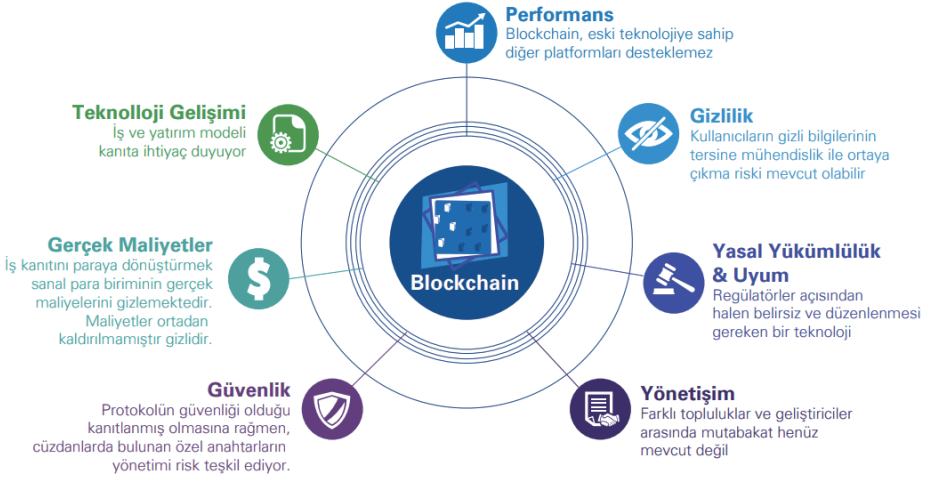 Performans
Blockchain, eski teknolojiye sahip
diğer platformları desteklemez
Gizlilik
Kullanıcıların gizli bilgilerinin
tersine mühendislik ile ortaya
çıkma riski mevcut olabilir
Yasal Yükümlülük
& Uyum
Regülatörler açısından
halen belirsiz ve düzenlenmesi
gereken bir teknoloji
Yönetişim
Farklı topluluklar ve geliştiriciler
arasında mutabakat henüz
mevcut değil
Güvenlik
Protokolün güvenliği olduğu
kanıtlanmış olmasına rağmen,
cüzdanlarda bulunan özel anahtarların
yönetimi risk teşkil ediyor.
Gerçek Maliyetler
İş kanıtını paraya dönüştürmek
sanal para biriminin gerçek
maliyelerini gizlemektedir.
Maliyetler ortadan
kaldırılmamıştır gizlidir.
Teknolloji Gelişimi
İş ve yatırım modeli
kanıta ihtiyaç duyuyor
Blockchain